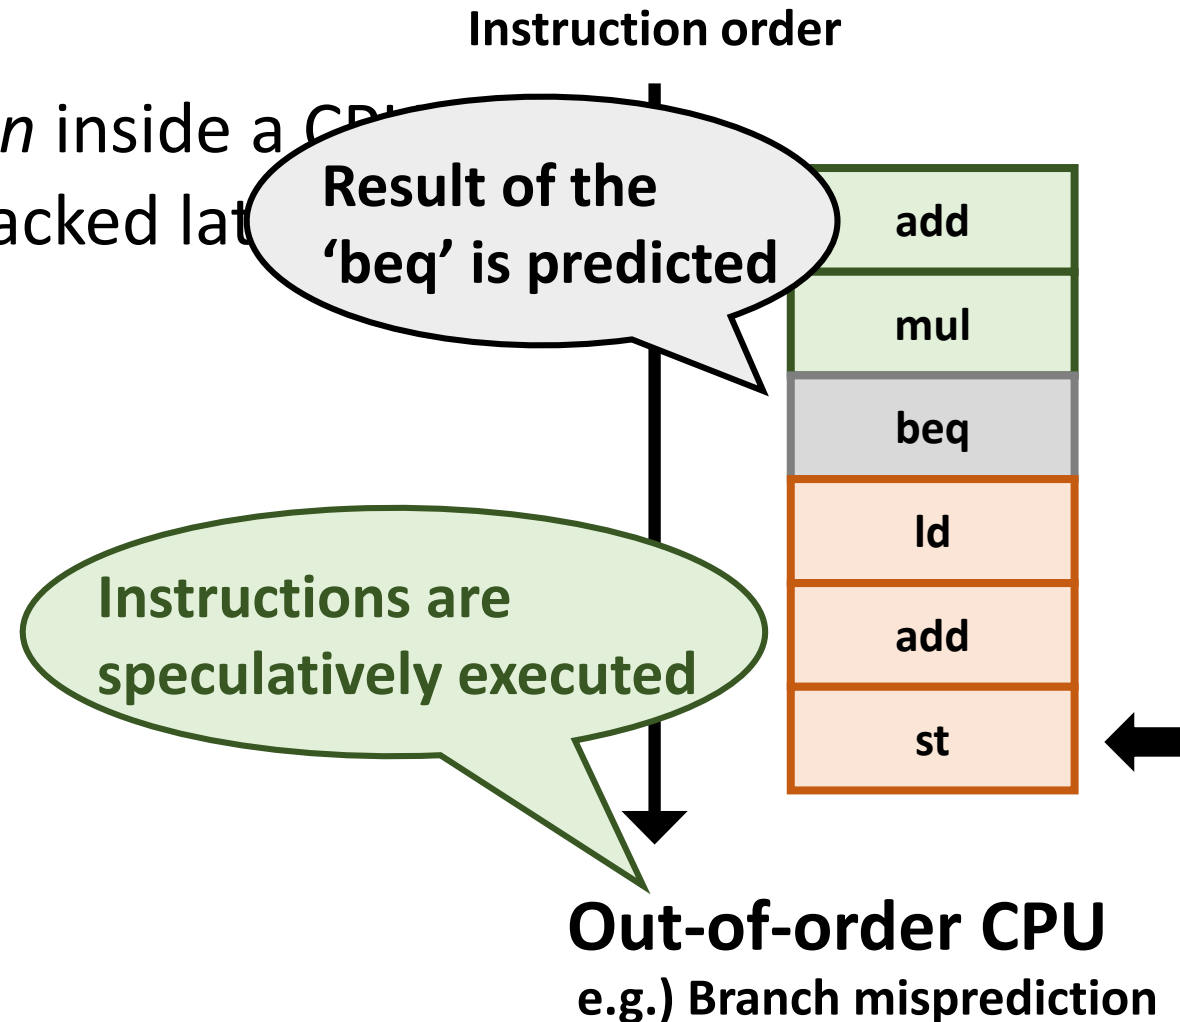 Instruction order
n inside a
acked lat
Result of the
‘beq’ is predicted
add
mul
beq
ld
add
st
Instructions are
speculatively executed
Out-of-order CPU
e.g.) Branch misprediction